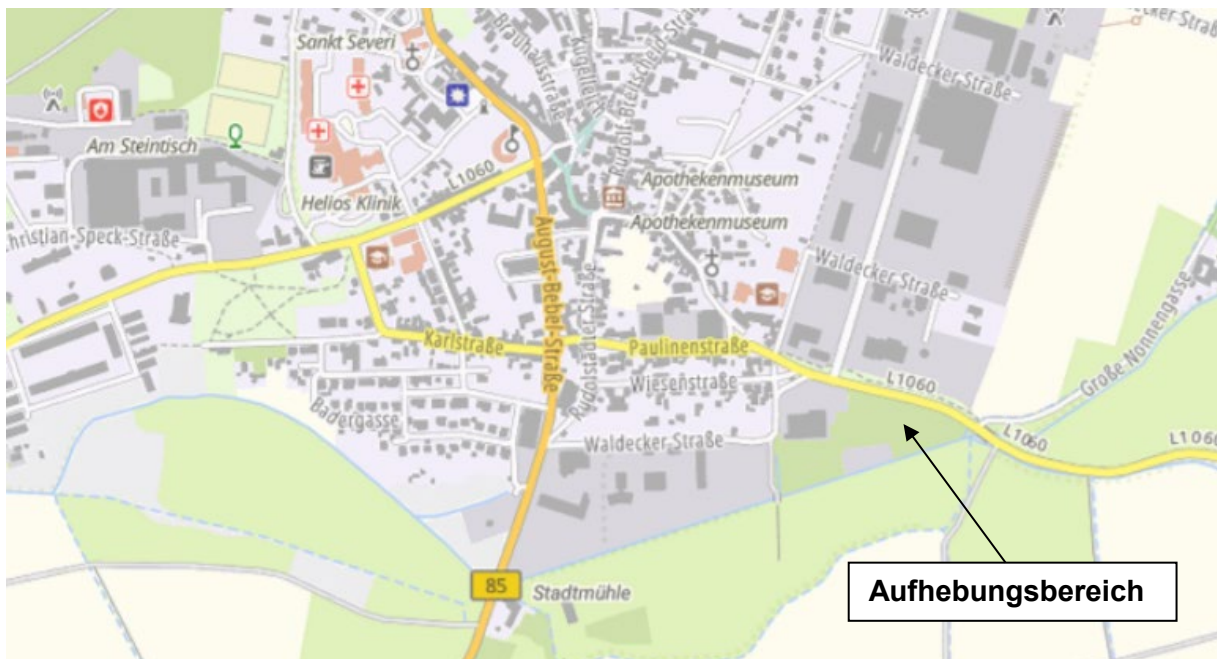 Sankt Severi
Brauhausstraße
Rudolf-Breitscheid-Straße
Waldecker Straße
Am Steintisch
L1060
Helios Klinik
Apothekenmuseum
Apothekenmuseum
hristian-Speck-Straße
August-Bebel-Straße
Rudolstädter Straße
Waldecker Straße
Karlstraße
Paulinenstraße
Wiesenstraße
L1060
Große Nonnengasse
Badergasse
Waldecker Straße
L1060
L1060
85
Stadtmühle
Aufhebungsbereich